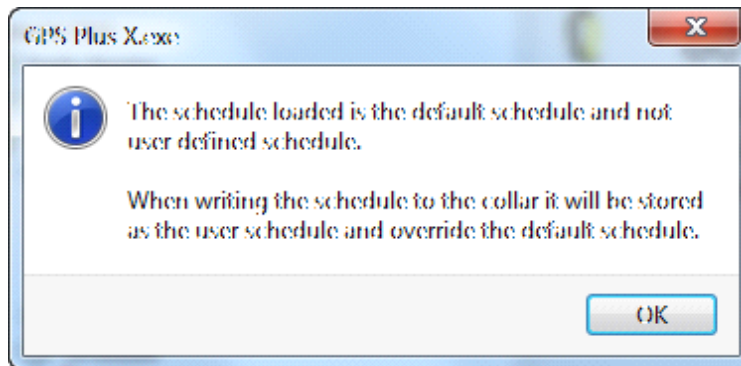 GPS Plus X.exe
The schedule loaded is the default schedule and not
user defined schedule.
When writing the schedule to the collar it will be stored
as the user schedule and override the default schedule.
OK